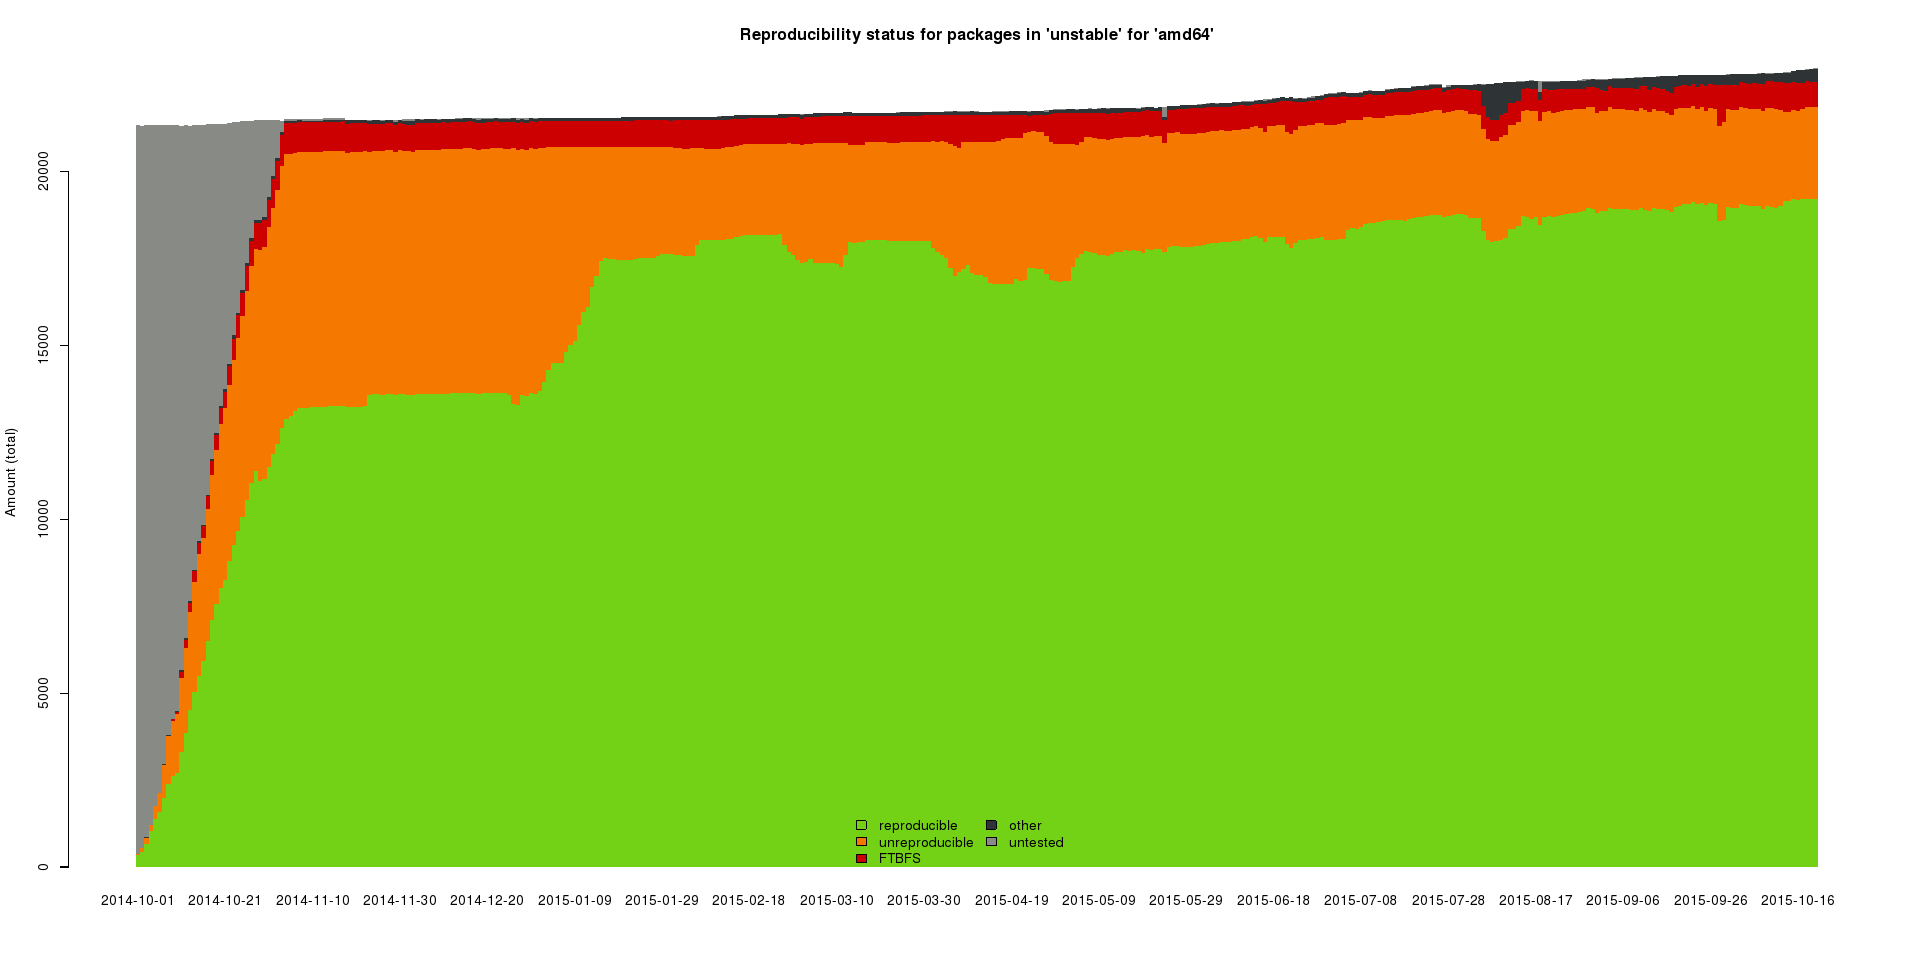 Reproducibility status for packages in 'unstable' for 'amd64'
Amount (total)
20000
15000
10000
5000
0
reproducible
unreproducible
FTBFS
other
untested
2014-10-01 2014-10-21 2014-11-10 2014-11-30 2014-12-20 2015-01-09 2015-01-29 2015-02-18 2015-03-10 2015-03-30 2015-04-19 2015-05-09 2015-05-29 2015-06-18 2015-07-08 2015-07-28 2015-08-17 2015-09-06 2015-09-26 2015-10-16